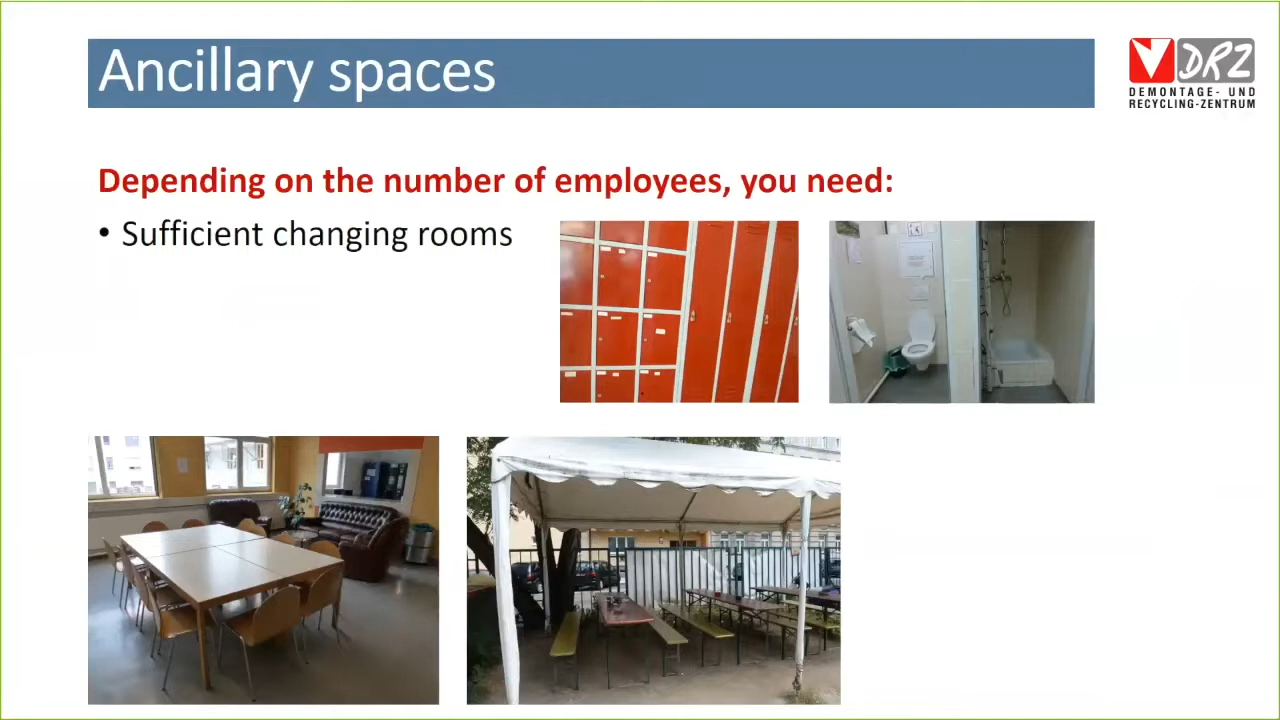 Ancillary spaces
DRZ
DEMONTAGE- UND
RECYCLING-ZENTRUM
Depending on the number of employees, you need:
• Sufficient changing rooms